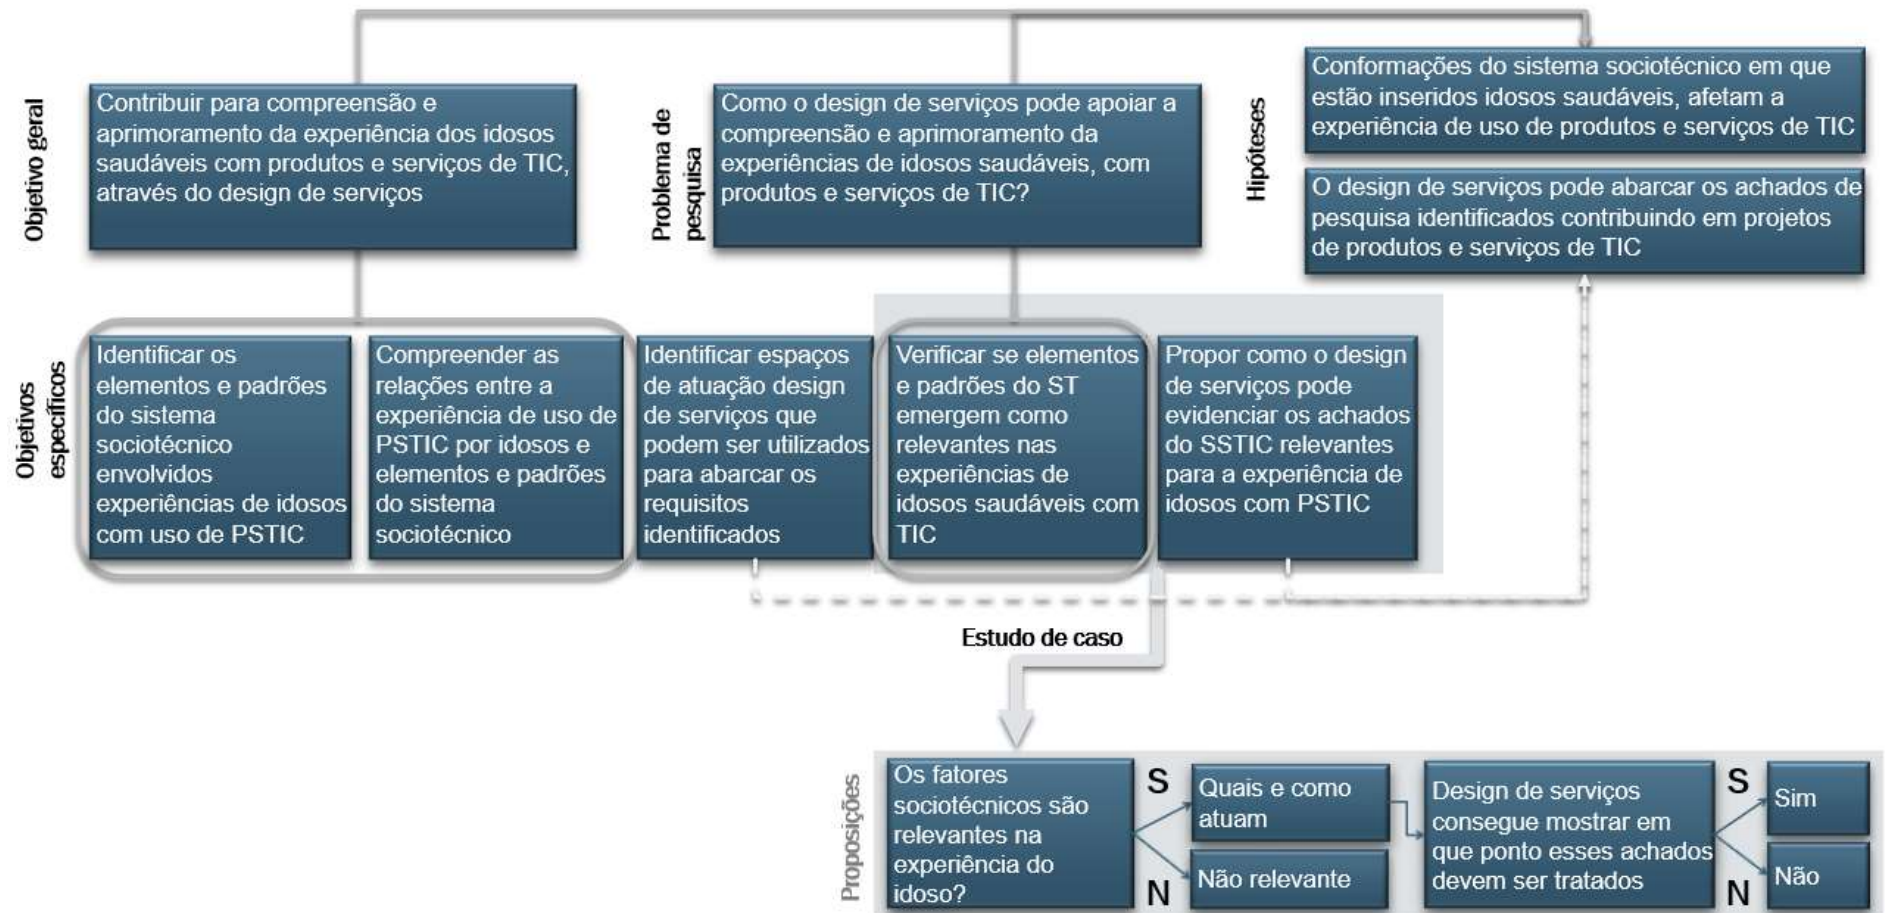 Objetivo geral
Contribuir para compreensão e
aprimoramento da experiência dos idosos
saudáveis com produtos e serviços de TIC,
através do design de serviços
Problema de
pesquisa
Como o design de serviços pode apoiar a
compreensão e aprimoramento da
experiências de idosos saudáveis, com
produtos e serviços de TIC?
Hipóteses
Conformações do sistema sociotécnico em que
estão inseridos idosos saudáveis, afetam a
experiência de uso de produtos e serviços de TIC
O design de serviços pode abarcar os achados de
pesquisa identificados contribuindo em projetos
de produtos e serviços de TIC
Objetivos
específicos
Identificar os
elementos e padrões
do sistema
sociotécnico
envolvidos
experiências de idosos
com uso de PSTIC
Compreender as
relações entre a
experiência de uso de
PSTIC por idosos e
elementos e padrões
do sistema
sociotécnico
Identificar espaços
de atuação design
de serviços que
podem ser utilizados
para abarcar os
requisitos
identificados
Verificar se elementos
e padrões do ST
emergem como
relevantes nas
experiências de
idosos saudáveis com
TIC
Propor como o design
de serviços pode
evidenciar os achados
do SSTIC relevantes
para a experiência de
idosos com PSTIC
Estudo de caso
Proposições
Os fatores
sociotécnicos são
relevantes na
experiência do
idoso?
S
Quais e como
atuam
N
Não relevante
Design de serviços
consegue mostrar em
que ponto esses achados
devem ser tratados
S
Sim
N
Não